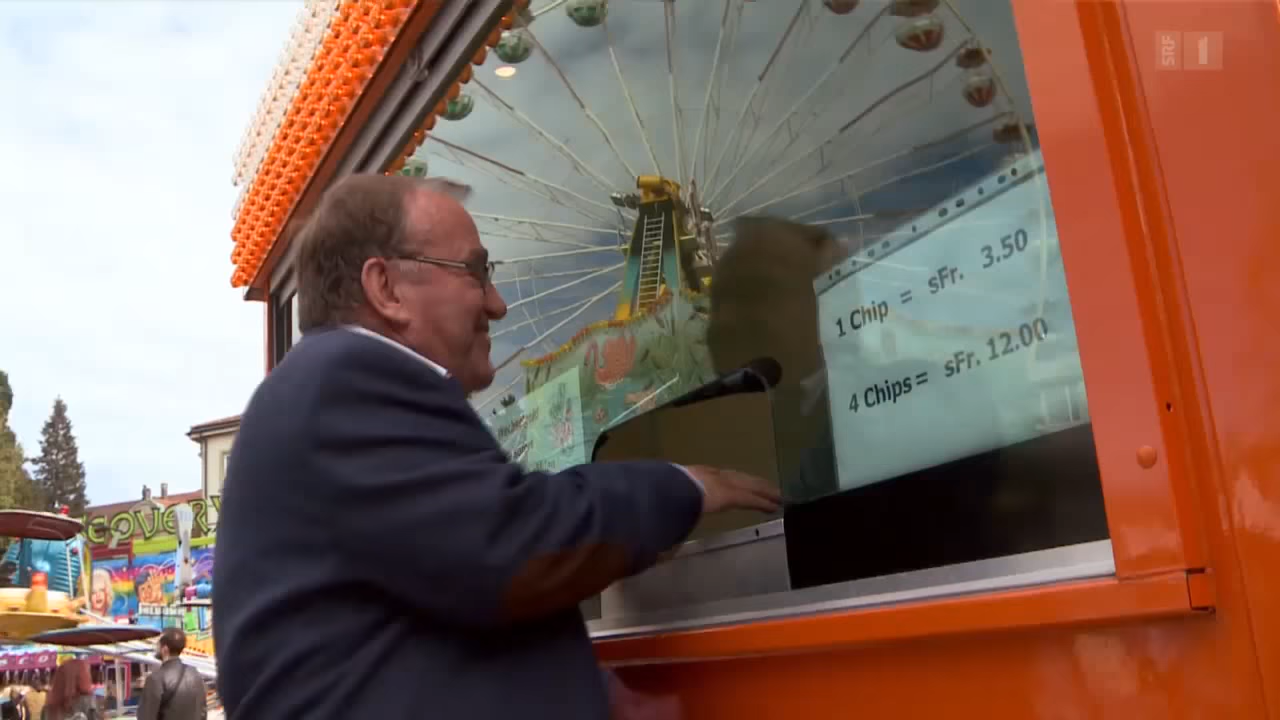 SRF 1
1 Chip = sFr. 3.50
4 Chips = sFr. 12.00
COVERY